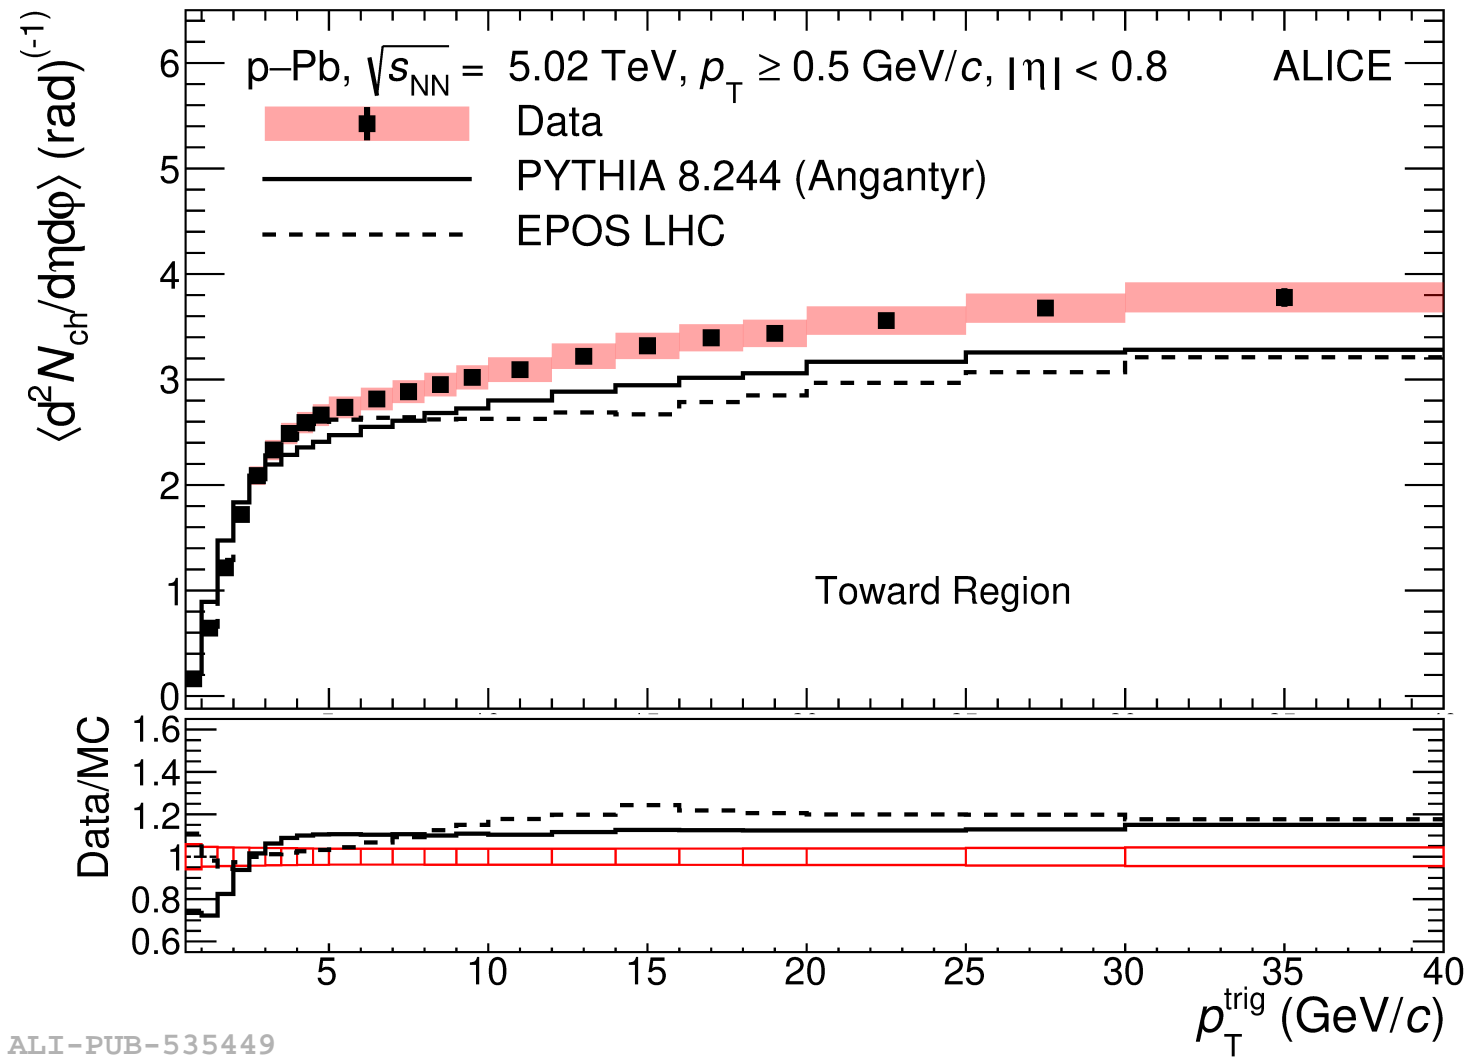 p–Pb, √sNN = 5.02 TeV, pT ≥ 0.5 GeV/c, |η| < 0.8
ALICE
Data
PYTHIA 8.244 (Angantyr)
EPOS LHC
⟨d²Nch/dηdφ⟩ (rad)(-1)
6
5
4
3
2
1
0
Toward Region
Data/MC
1.6
1.4
1.2
1
0.8
0.6
5 10 15 20 25 30 35 40
pTtrig (GeV/c)
ALI-PUB-535449